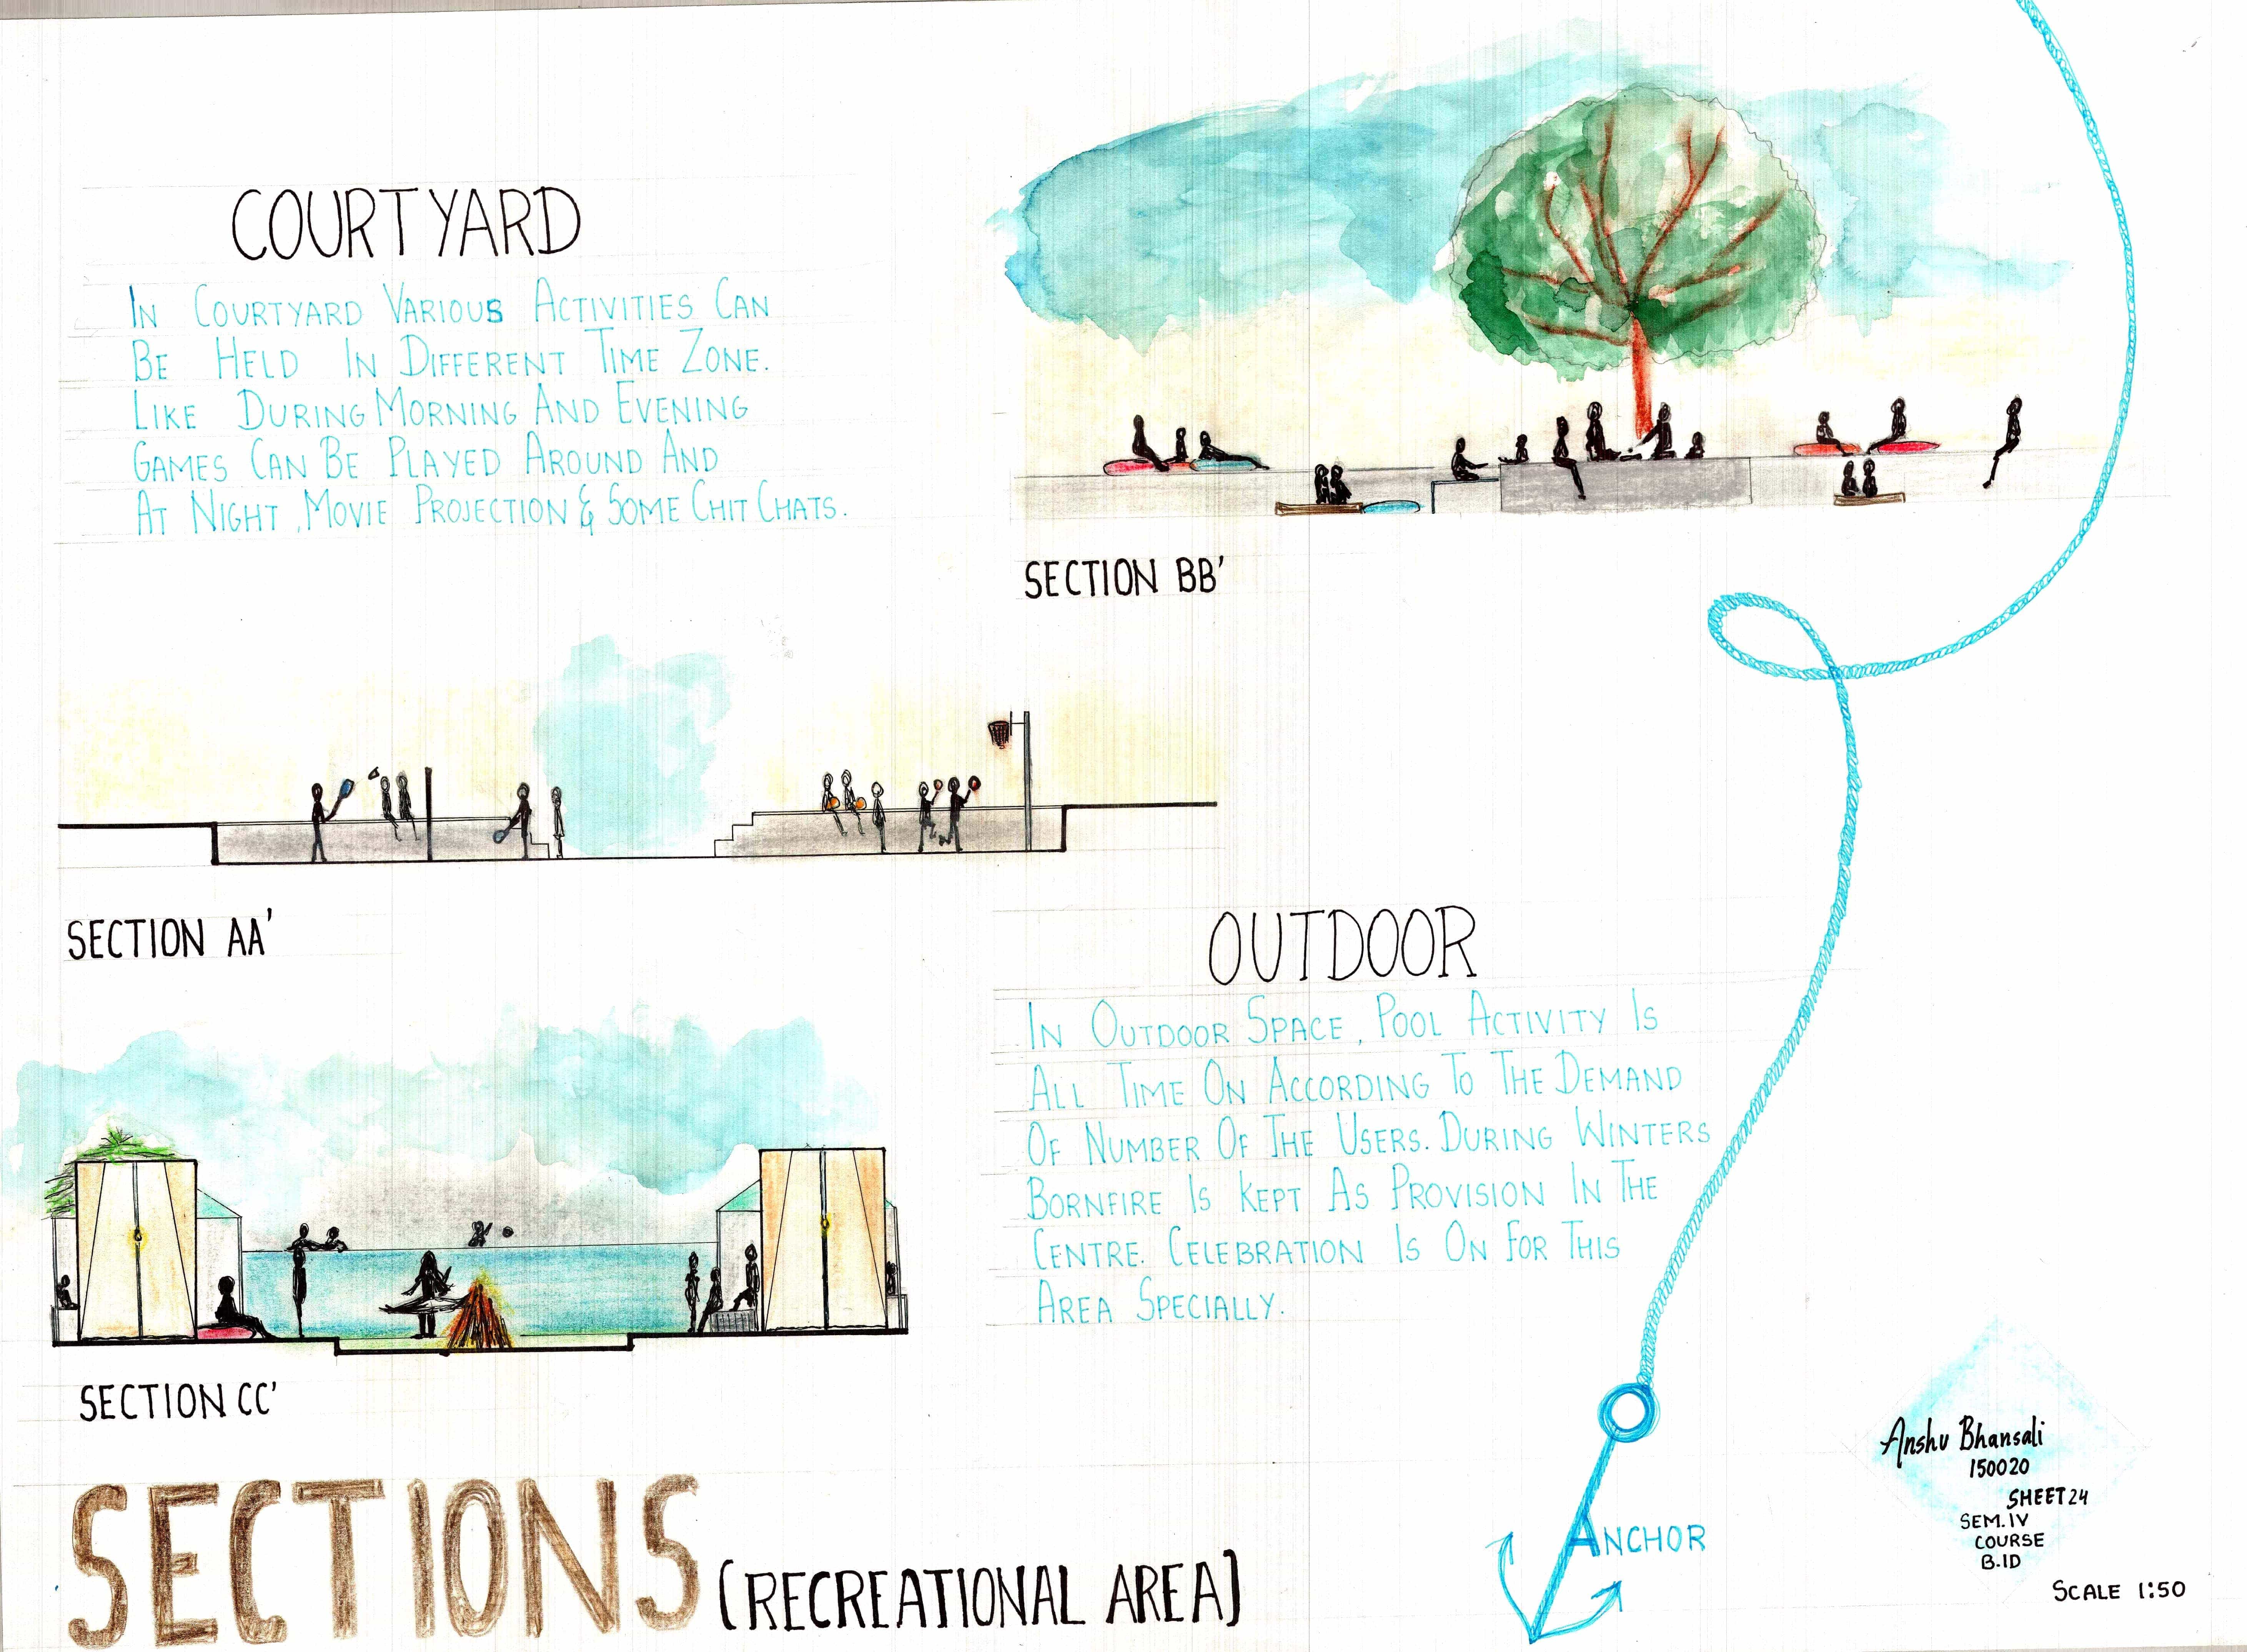 COURTYARD
IN COURTYARD VARIOUS ACTIVITIES CAN
BE HELD IN DIFFERENT TIME ZONE.
LIKE DURING MORNING AND EVENING
GAMES CAN BE PLAYED AROUND AND
AT NIGHT, MOVIE PROJECTION & SOME CHIT CHATS.
SECTION BB'
SECTION AA'
OUTDOOR
IN OUTDOOR SPACE, POOL ACTIVITY IS
ALL TIME ON ACCORDING TO THE DEMAND
OF NUMBER OF THE USERS. DURING WINTERS
BORNFIRE IS KEPT AS PROVISION IN THE
CENTRE. CELEBRATION IS ON FOR THIS
AREA SPECIALLY.
SECTION CC'
SECTIONS (RECREATIONAL AREA)
ANCHOR
Anshu Bhansali
150020
SHEET 24
SEM. IV
COURSE
B.ID
SCALE 1:50